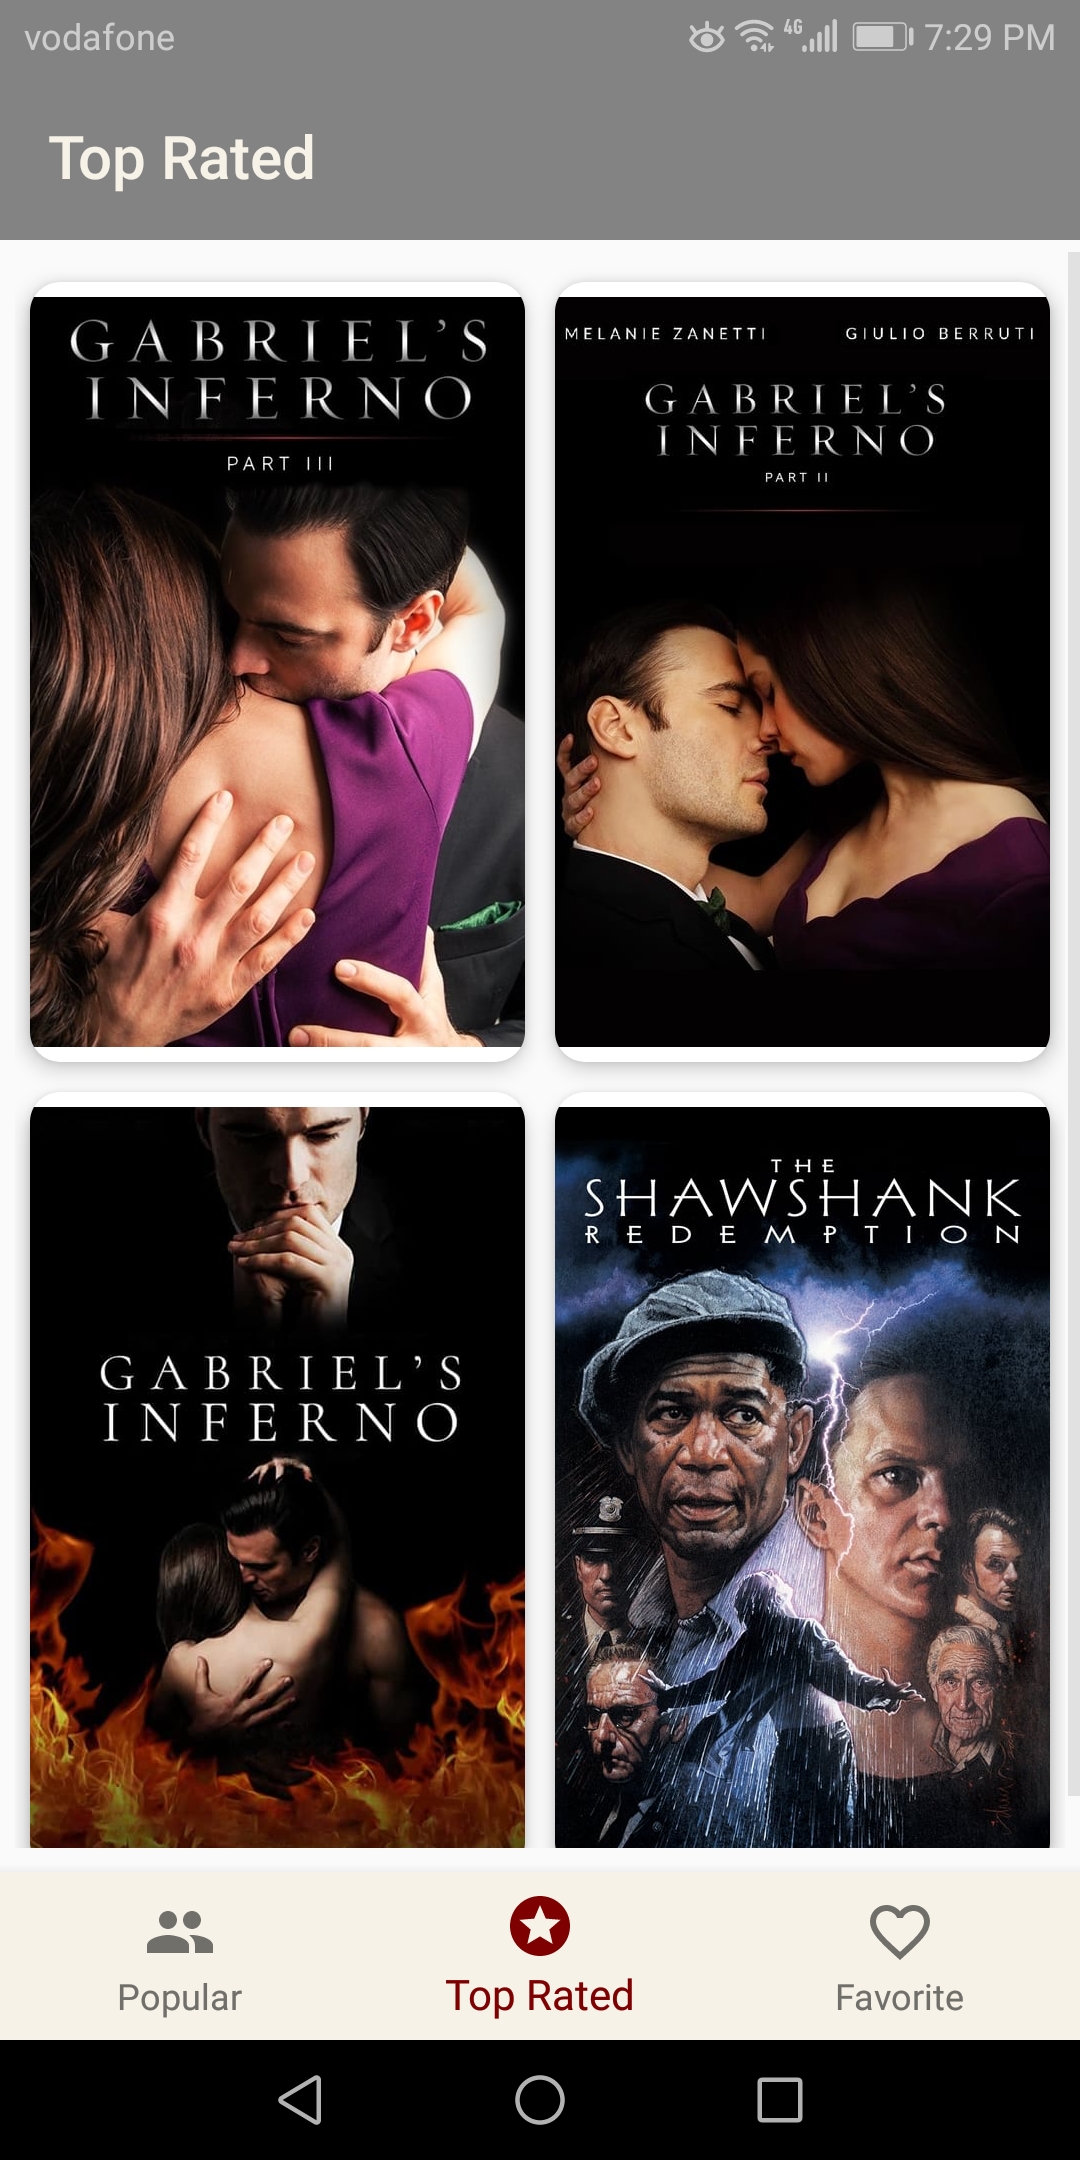 vodafone 4G 7:29 PM
Top Rated
GABRIEL'S
INFERNO
PART III
MELANIE ZANETTI GIULIO BERRUTI
GABRIEL'S
INFERNO
PART II
GABRIEL'S
INFERNO
THE
SHAWSHANK
REDEMPTION
Popular
Top Rated
Favorite